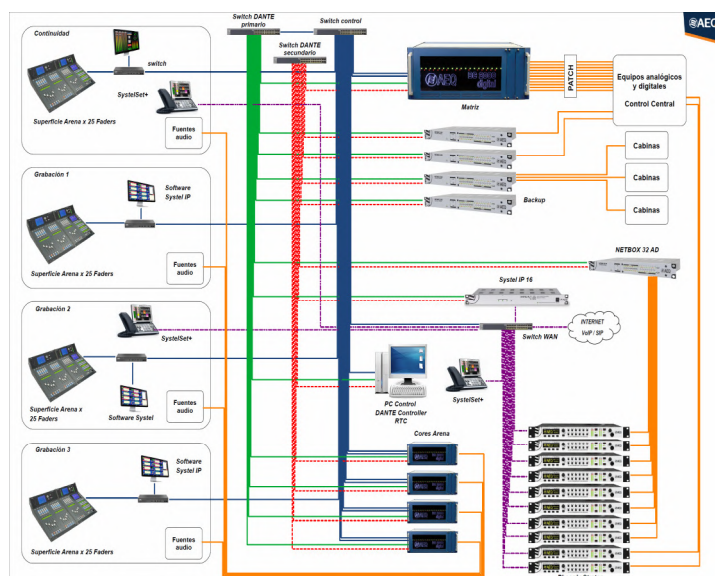 Continuidad
switch
SystelSet+
Superficie Arena x 25 Faders
Fuentes
audio
Switch DANTE
primario
Switch control
Switch DANTE
secundario
AEQ
AEQ
BC 2000
digital
Matriz
PATCH
Equipos analógicos
y digitales
Control Central
Cabinas
Cabinas
Cabinas
Backup
Grabación 1
Software
Systel IP
Superficie Arena x 25 Faders
Fuentes
audio
NETBOX 32 AD
Systel IP 16
Switch WAN
INTERNET
VoIP / SIP
Grabación 2
SystelSet+
Superficie Arena x
25 Faders
Software Systel
Fuentes
audio
PC Control
DANTE Controller
RTC
SystelSet+
Cores Arena
Grabación 3
Software
Systel IP
Superficie Arena x 25 Faders
Fuentes
audio